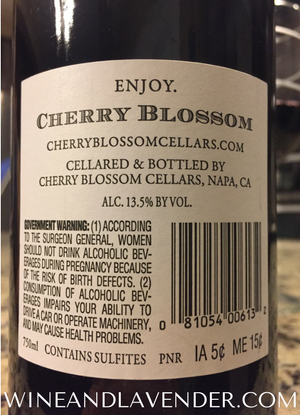 ENJOY.
CHERRY BLOSSOM
CHERRYBLOSSOMCELLARS.COM
CELLARED & BOTTLED BY
CHERRY BLOSSOM CELLARS, NAPA, CA
ALC. 13.5% BY VOL.
GOVERNMENT WARNING: (1) ACCORDING
TO THE SURGEON GENERAL, WOMEN
SHOULD NOT DRINK ALCOHOLIC BEV-
ERAGES DURING PREGNANCY BECAUSE
OF THE RISK OF BIRTH DEFECTS. (2)
CONSUMPTION OF ALCOHOLIC BEV-
ERAGES IMPAIRS YOUR ABILITY TO
DRIVE A CAR OR OPERATE MACHINERY,
AND MAY CAUSE HEALTH PROBLEMS.
0 81054 00613 2
750ml CONTAINS SULFITES PNR IA 5¢ ME 15¢
WINEANDLAVENDER.COM